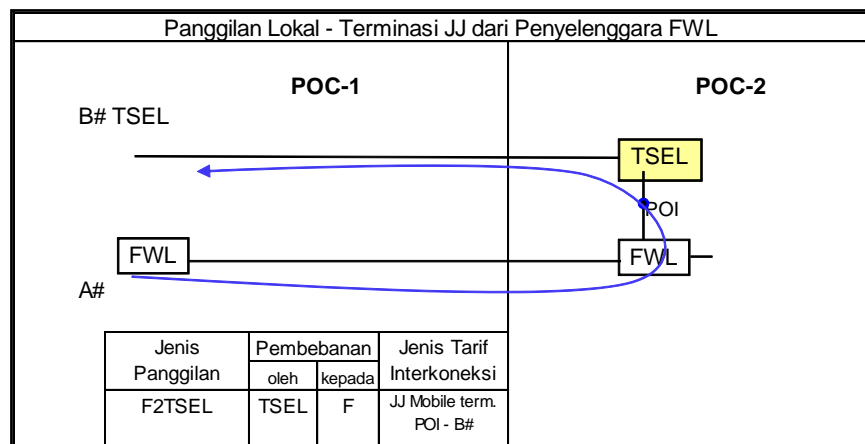 Panggilan Lokal - Terminasi JJ dari Penyelenggara FWL
POC-1
POC-2
B# TSEL
TSEL
POI
FWL
FWL
A#
Jenis Panggilan
Pembebanan
Jenis Tarif Interkoneksi
oleh
kepada
F2TSEL
TSEL
F
JJ Mobile term.
POI - B#